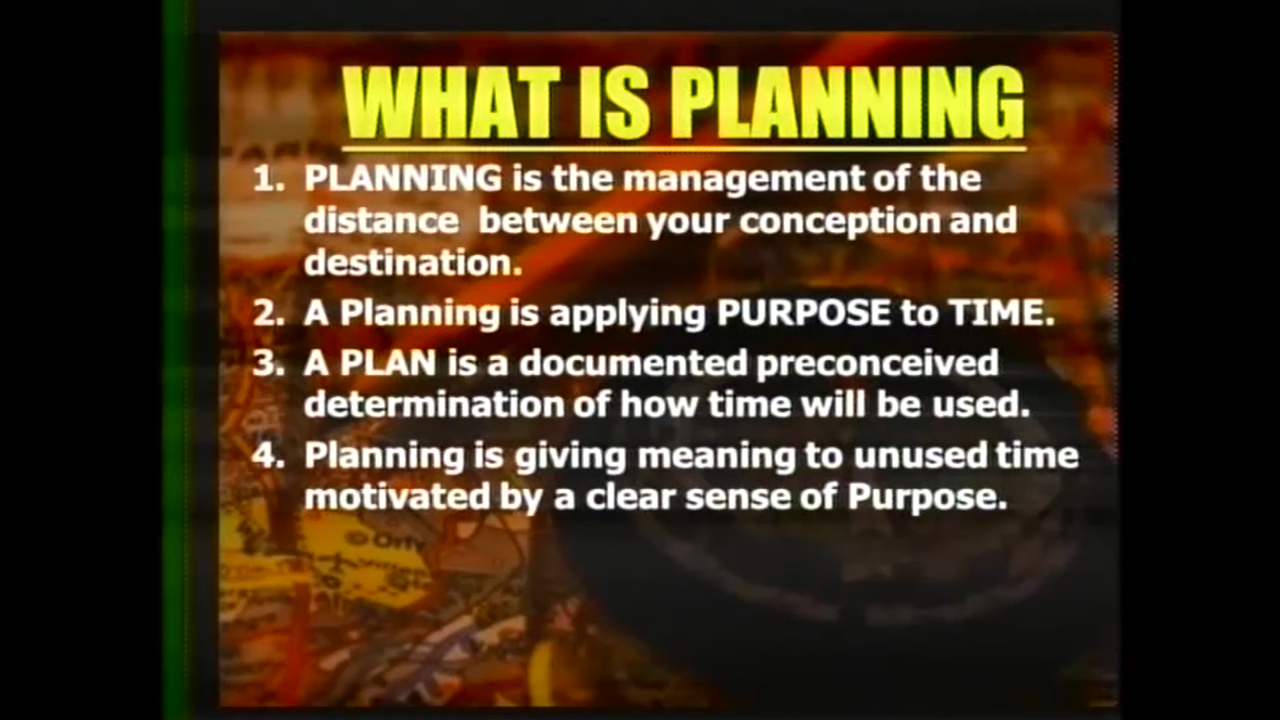 WHAT IS PLANNING
1. PLANNING is the management of the
distance between your conception and
destination.
2. A Planning is applying PURPOSE to TIME.
3. A PLAN is a documented preconceived
determination of how time will be used.
4. Planning is giving meaning to unused time
motivated by a clear sense of Purpose.
Orly